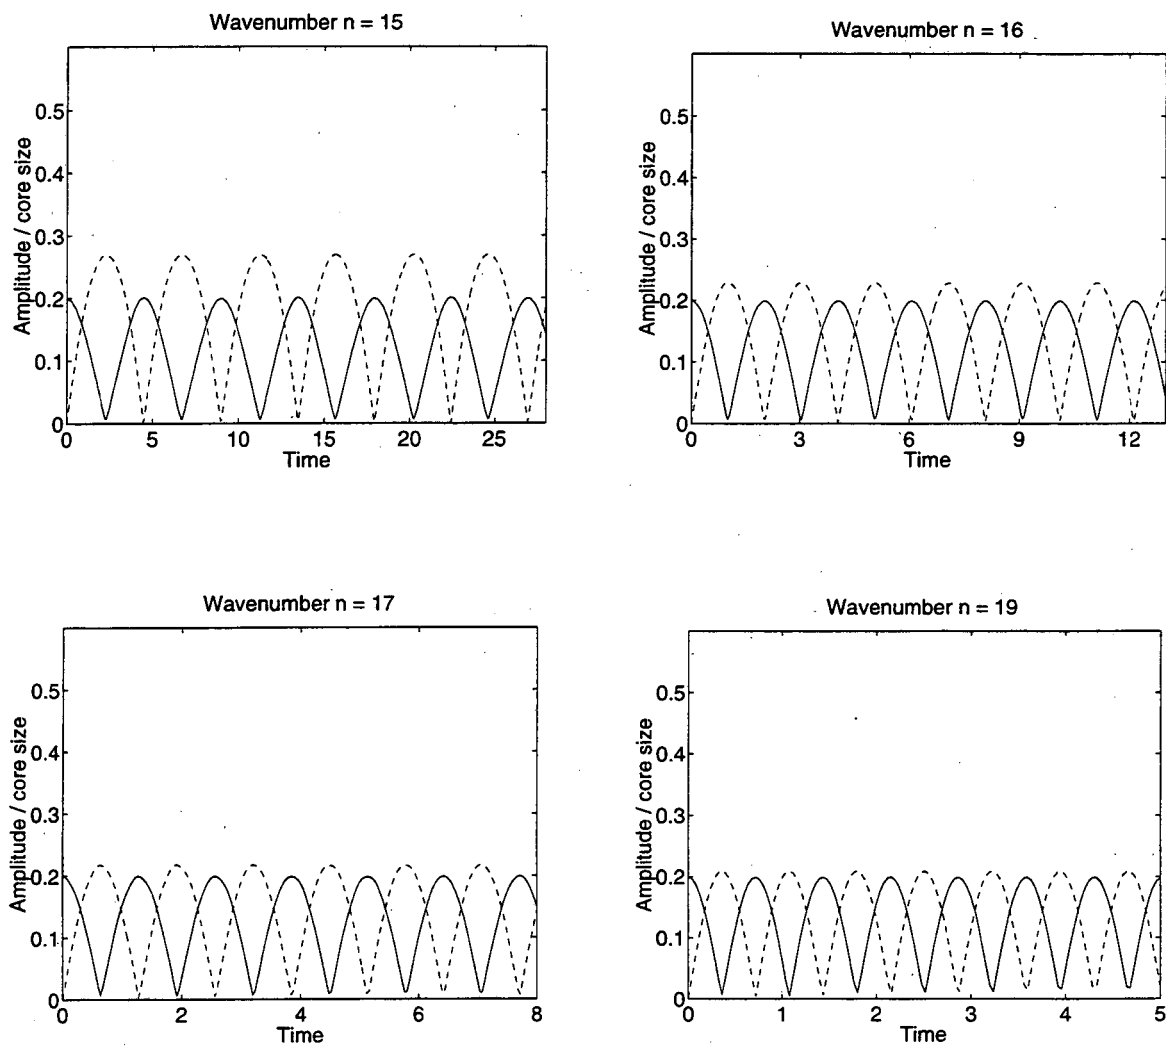 Wavenumber n = 15
Amplitude / core size
0.5
0.4
0.3
0.2
0.1
0
0 5 10 15 20 25
Time
Wavenumber n = 16
Amplitude / core size
0.5
0.4
0.3
0.2
0.1
0
0 3 6 9 12
Time
Wavenumber n = 17
Amplitude / core size
0.5
0.4
0.3
0.2
0.1
0
0 2 4 6 8
Time
Wavenumber n = 19
Amplitude / core size
0.5
0.4
0.3
0.2
0.1
0
0 1 2 3 4 5
Time